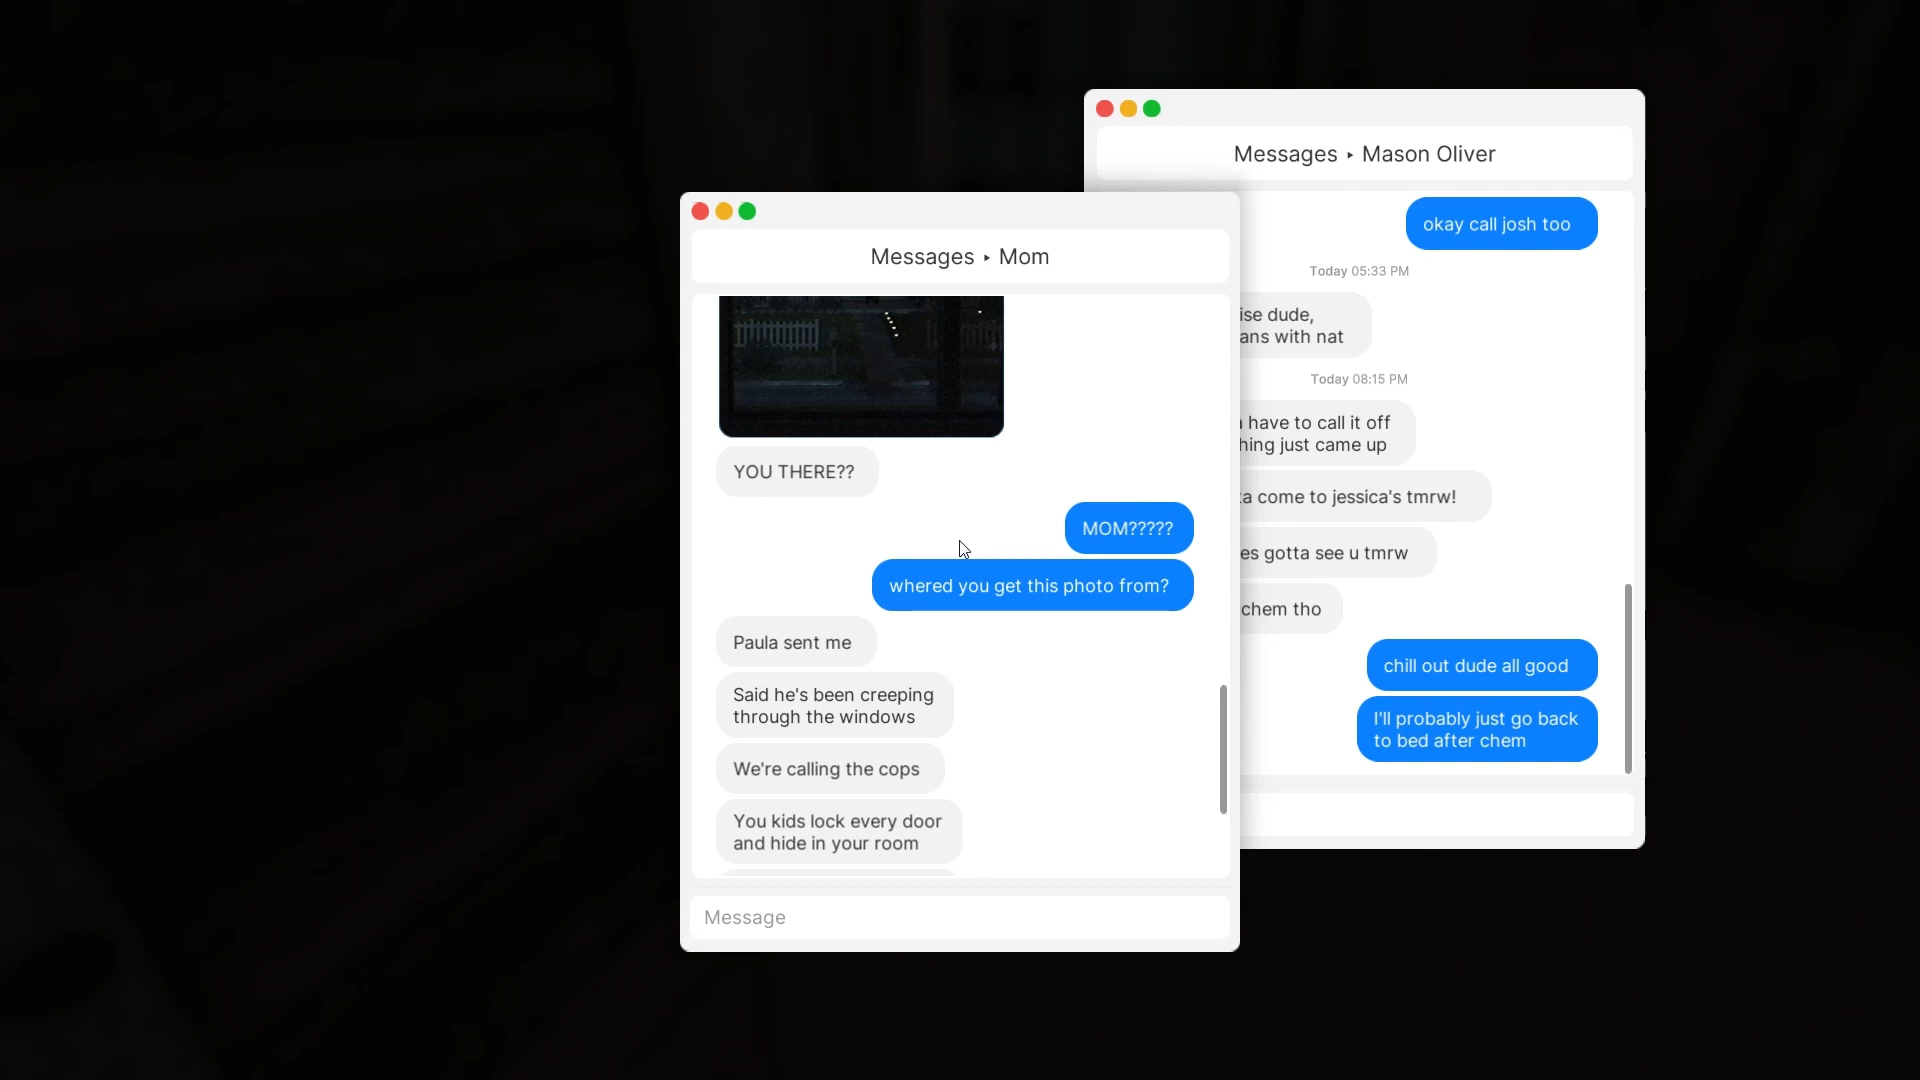 Messages ‣ Mason Oliver
okay call josh too
Today 05:33 PM
ise dude,
ans with nat
Today 08:15 PM
have to call it off
hing just came up
a come to jessica's tmrw!
es gotta see u tmrw
chem tho
chill out dude all good
I'll probably just go back
to bed after chem
Messages ‣ Mom
YOU THERE??
MOM?????
whered you get this photo from?
Paula sent me
Said he's been creeping
through the windows
We're calling the cops
You kids lock every door
and hide in your room
Message